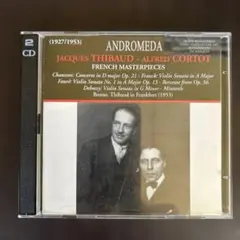 2 CD
(1927/1953)
ANDROMEDA
JACQUES THIBAUD - ALFRED CORTOT
FRENCH MASTERPIECES
Chausson: Concerto in D major Op. 21 - Franck: Violin Sonata in A Major
Fauré: Violin Sonata No. 1 in A Major Op. 13 - Berceuse from Op. 16
Debussy: Violin Sonata in G Minor - Minstrels
Bonus: Thibaud in Frankfurt (1953)